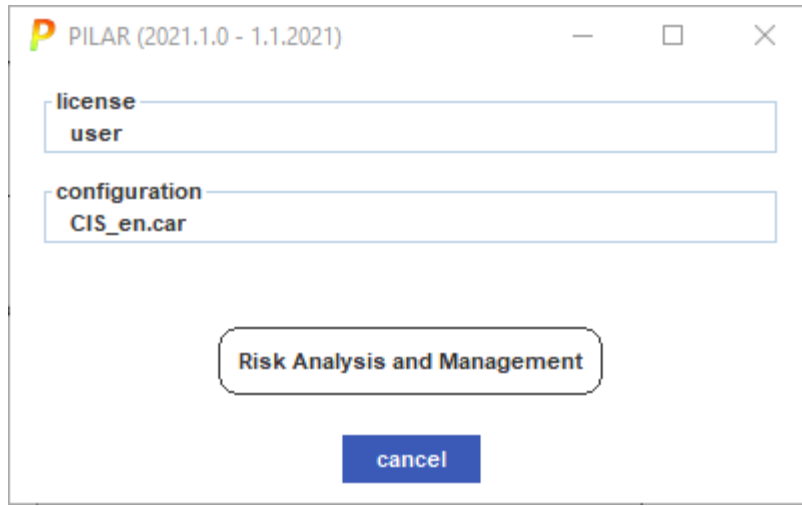 P PILAR (2021.1.0 - 1.1.2021)
license
user
configuration
CIS_en.car
Risk Analysis and Management
cancel